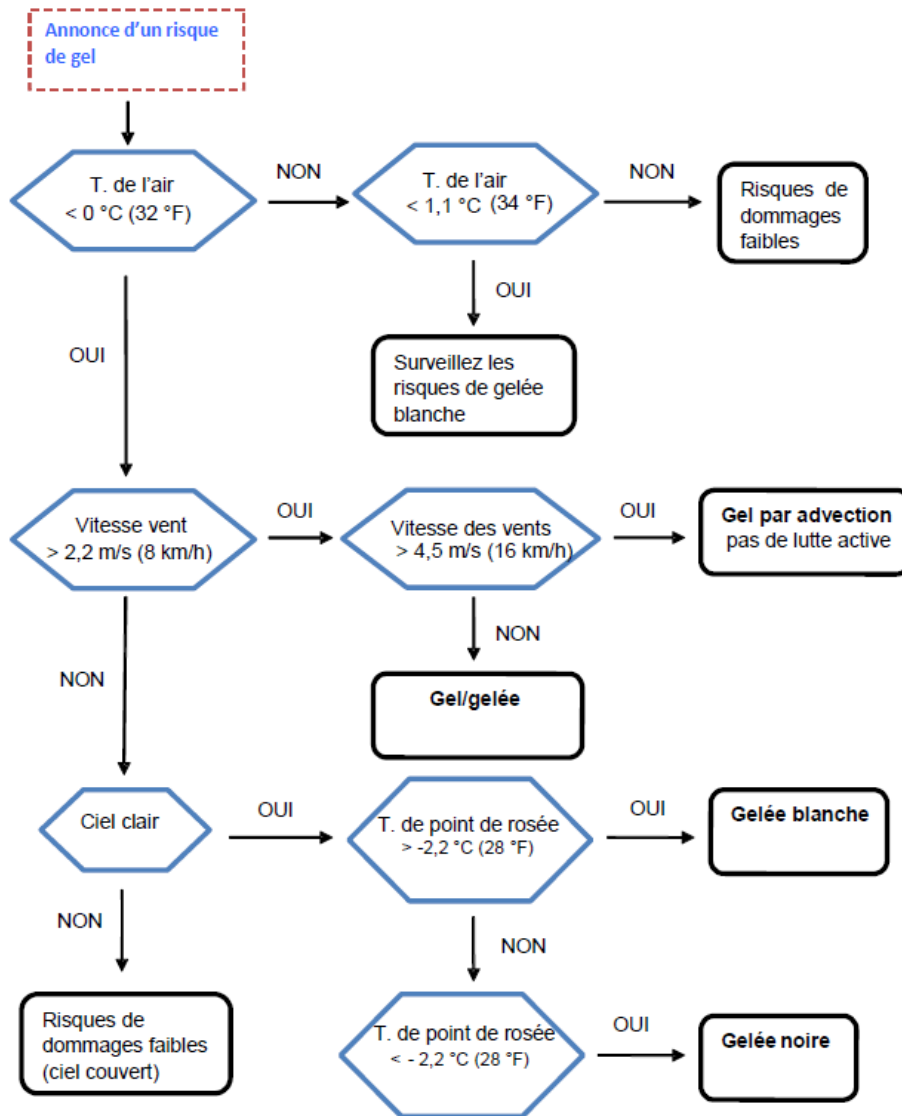 Annonce d'un risque
de gel
T. de l'air
< 0 °C (32 °F)
NON
T. de l'air
< 1,1 °C (34 °F)
NON
Risques de
dommages
faibles
OUI
OUI
Surveillez les
risques de gelée
blanche
Vitesse vent
> 2,2 m/s (8 km/h)
OUI
Vitesse des vents
> 4,5 m/s (16 km/h)
OUI
Gel par advection
pas de lutte active
NON
NON
Gel/gelée
Ciel clair
OUI
T. de point de rosée
> -2,2 °C (28 °F)
OUI
Gelée blanche
NON
NON
Risques de
dommages faibles
(ciel couvert)
T. de point de rosée
< - 2,2 °C (28 °F)
OUI
Gelée noire